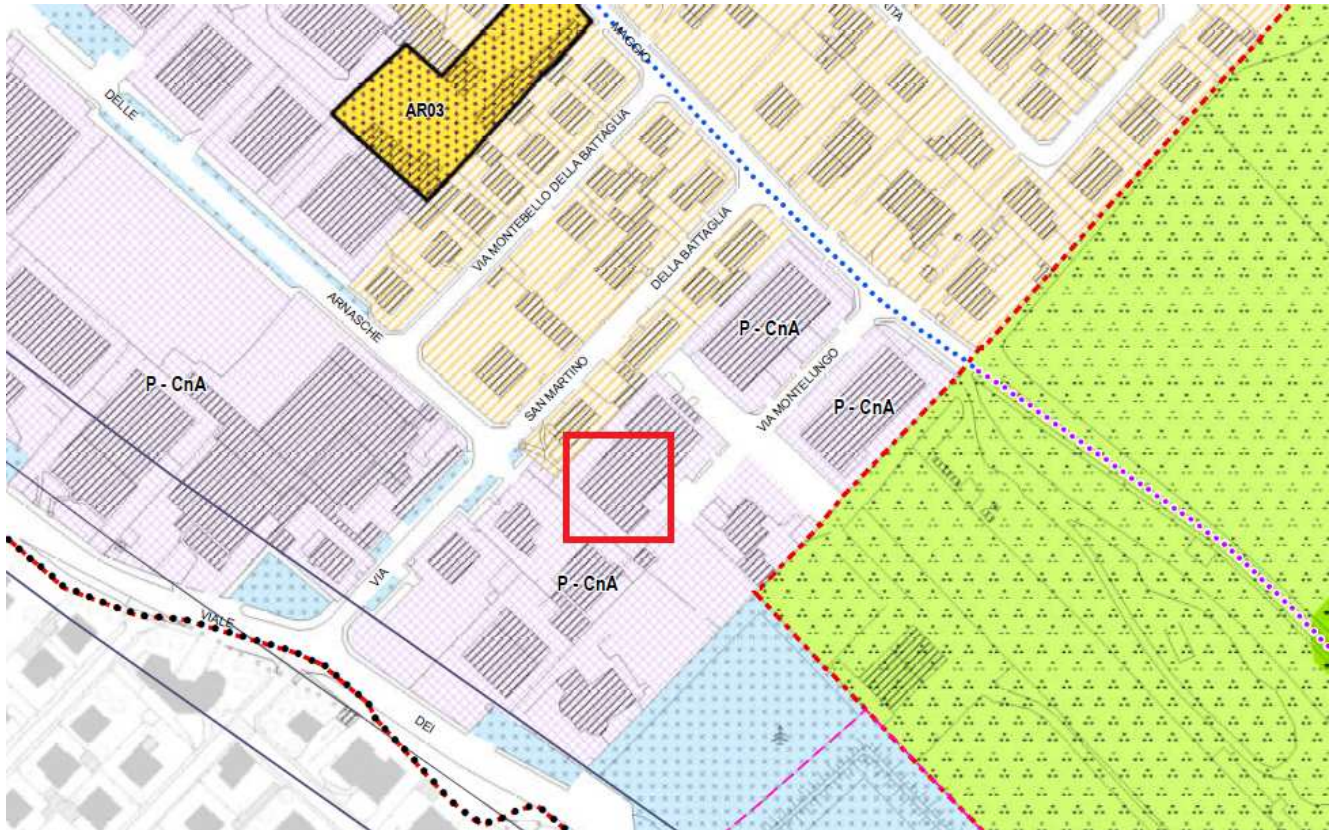 MAGGIO
DELLE
AR03
VIA MONTEBELLO DELLA BATTAGLIA
DELLA BATTAGLIA
ARNASCHE
P - CnA
P - CnA
VIA MONTELUNGO
P - CnA
SAN MARTINO
P - CnA
VIA
VIALE
DEI